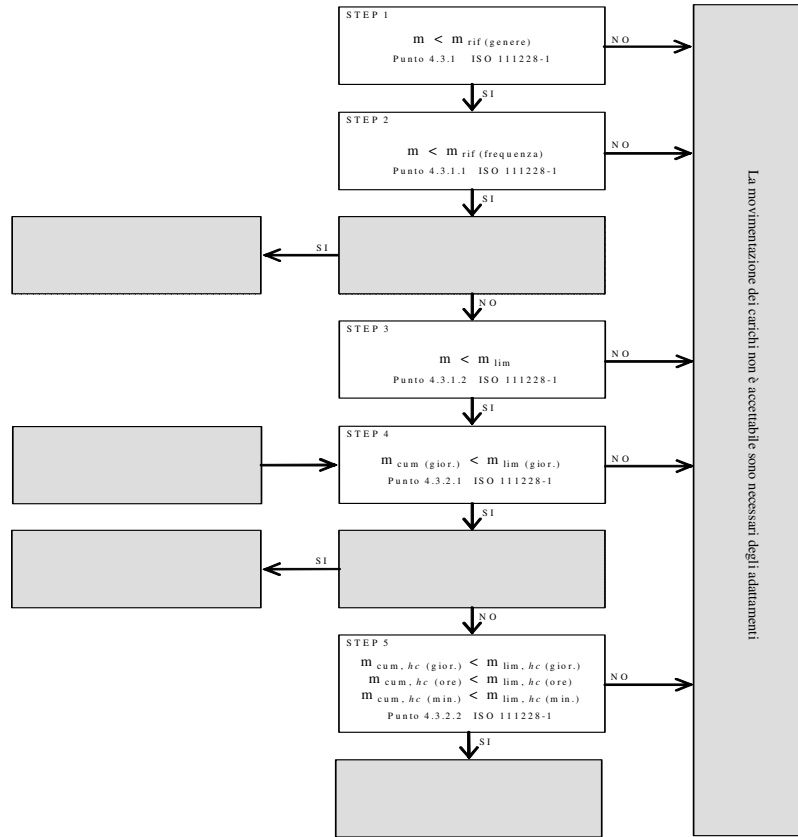 STEP 1
m < m rif (genere)
Punto 4.3.1 ISO 111228-1
NO
SI
STEP 2
m < m rif (frequenza)
Punto 4.3.1.1 ISO 111228-1
NO
SI
SI
NO
STEP 3
m < m lim
Punto 4.3.1.2 ISO 111228-1
NO
SI
STEP 4
m cum (gior.) < m lim (gior.)
Punto 4.3.2.1 ISO 111228-1
NO
SI
SI
NO
STEP 5
m cum, hc (gior.) < m lim, hc (gior.)
m cum, hc (ore) < m lim, hc (ore)
m cum, hc (min.) < m lim, hc (min.)
Punto 4.3.2.2 ISO 111228-1
NO
SI
La movimentazione dei carichi non è accettabile sono necessari degli adattamenti